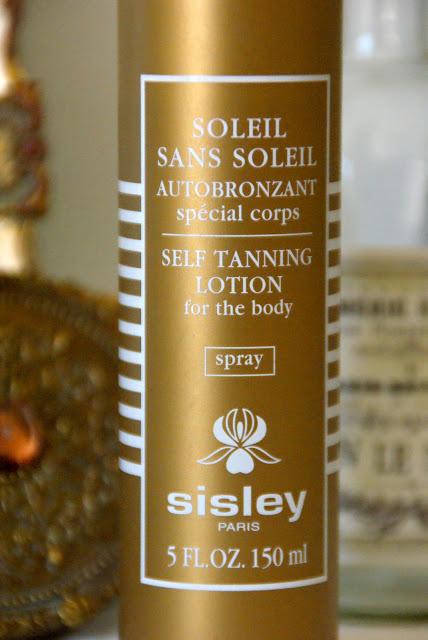 SOLEIL
SANS SOLEIL
AUTOBRONZANT
spécial corps
SELF TANNING
LOTION
for the body
spray
sisley
PARIS
5 FL.OZ. 150 ml